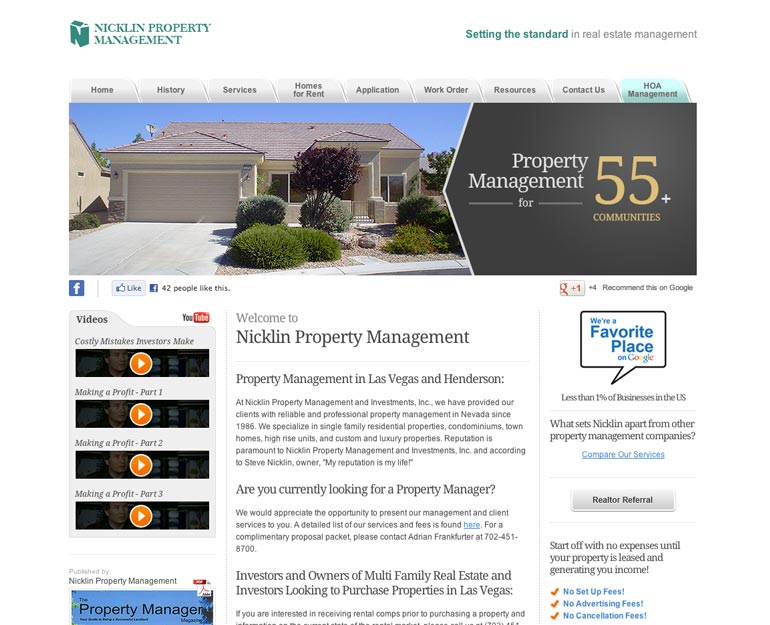 NICKLIN PROPERTY
MANAGEMENT
Setting the standard in real estate management
Home
History
Services
Homes
for Rent
Application
Work Order
Resources
Contact Us
HOA
Management
Property
Management
for
55+
COMMUNITIES
Like
42 people like this.
+1
+4 Recommend this on Google
Videos
YouTube
Costly Mistakes Investors Make
Making a Profit - Part 1
Making a Profit - Part 2
Making a Profit - Part 3
Published by:
Nicklin Property Management
PDF
The
Property Manager
Your Guide to Being a Successful Landlord
Magazine
Welcome to
Nicklin Property Management
Property Management in Las Vegas and Henderson:
At Nicklin Property Management and Investments, Inc., we have provided our
clients with reliable and professional property management in Nevada since
1986. We specialize in single family residential properties, condominiums, town
homes, high rise units, and custom and luxury properties. Reputation is
paramount to Nicklin Property Management and Investments, Inc. and according
to Steve Nicklin, owner, "My reputation is my life!"
Are you currently looking for a Property Manager?
We would appreciate the opportunity to present our management and client
services to you. A detailed list of our services and fees is found here. For a
complimentary proposal packet, please contact Adrian Frankfurter at 702-451-
8700.
Investors and Owners of Multi Family Real Estate and
Investors Looking to Purchase Properties in Las Vegas:
If you are interested in receiving rental comps prior to purchasing a property and
information on the current state of the rental market, please call us at (702) 451-
We're a
Favorite
Place
on Google
Less than 1% of Businesses in the US
What sets Nicklin apart from other
property management companies?
Compare Our Services
Realtor Referral
Start off with no expenses until
your property is leased and
generating you income!
No Set Up Fees!
No Advertising Fees!
No Cancellation Fees!